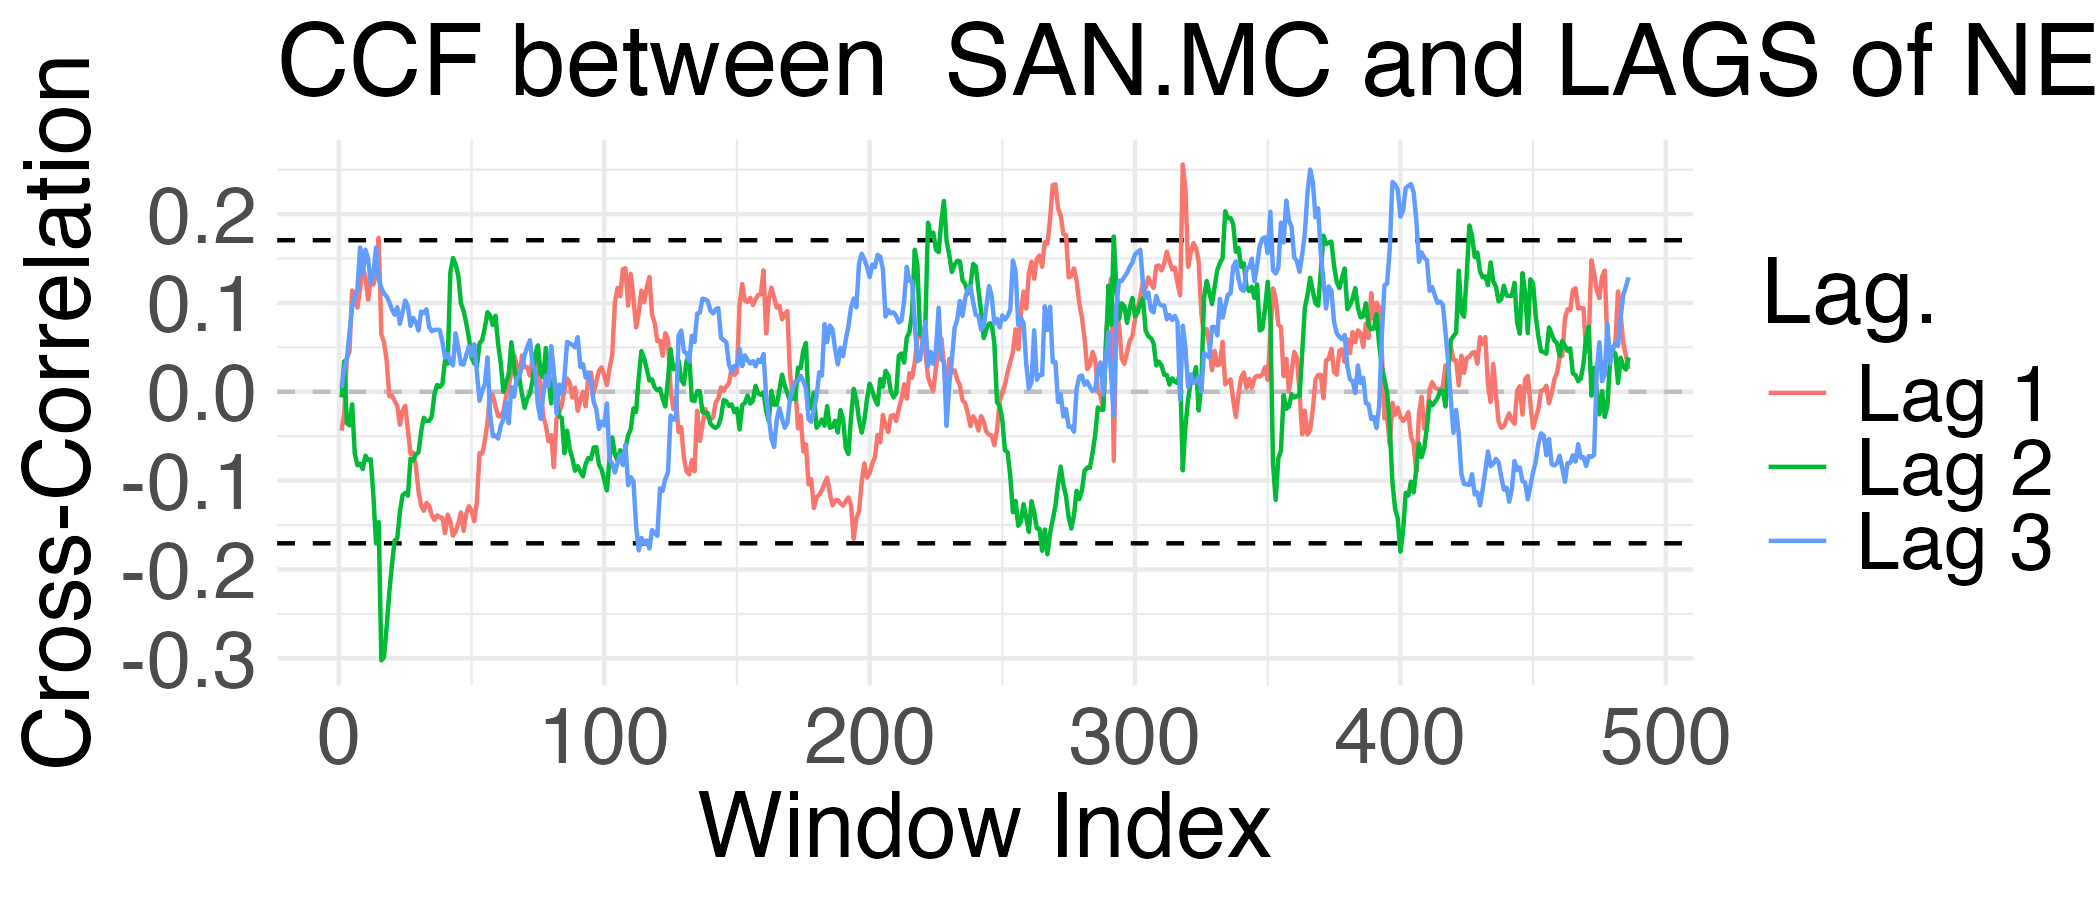 CCF between  SAN.MC and LAGS of NE
Cross-Correlation
0.2
0.1
0.0
-0.1
-0.2
-0.3
0 100 200 300 400 500
Window Index
Lag.
Lag 1
Lag 2
Lag 3